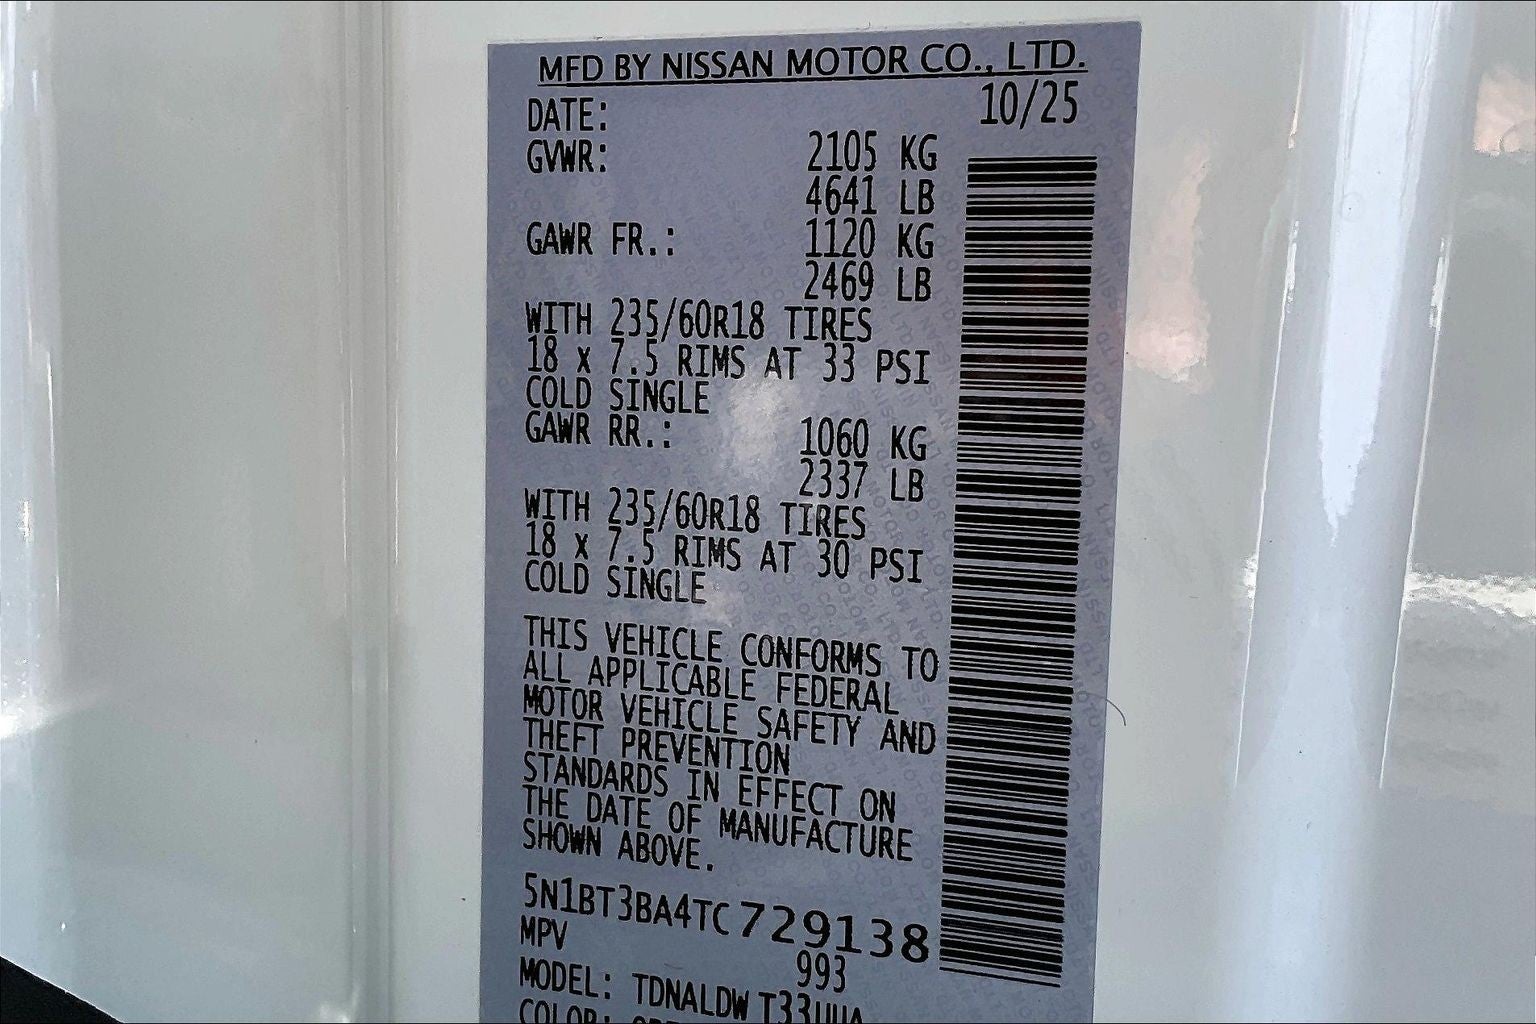 MFD BY NISSAN MOTOR CO., LTD.
DATE: 10/25
GVWR: 2105 KG
4641 LB
GAWR FR.: 1120 KG
2469 LB
WITH 235/60R18 TIRES
18 x 7.5 RIMS AT 33 PSI
COLD SINGLE
GAWR RR.: 1060 KG
2337 LB
WITH 235/60R18 TIRES
18 x 7.5 RIMS AT 30 PSI
COLD SINGLE
THIS VEHICLE CONFORMS TO
ALL APPLICABLE FEDERAL
MOTOR VEHICLE SAFETY AND
THEFT PREVENTION
STANDARDS IN EFFECT ON
THE DATE OF MANUFACTURE
SHOWN ABOVE.
5N1BT3BA4TC729138
MPV 993
MODEL: TDNALDW T33UUA
COLOR: